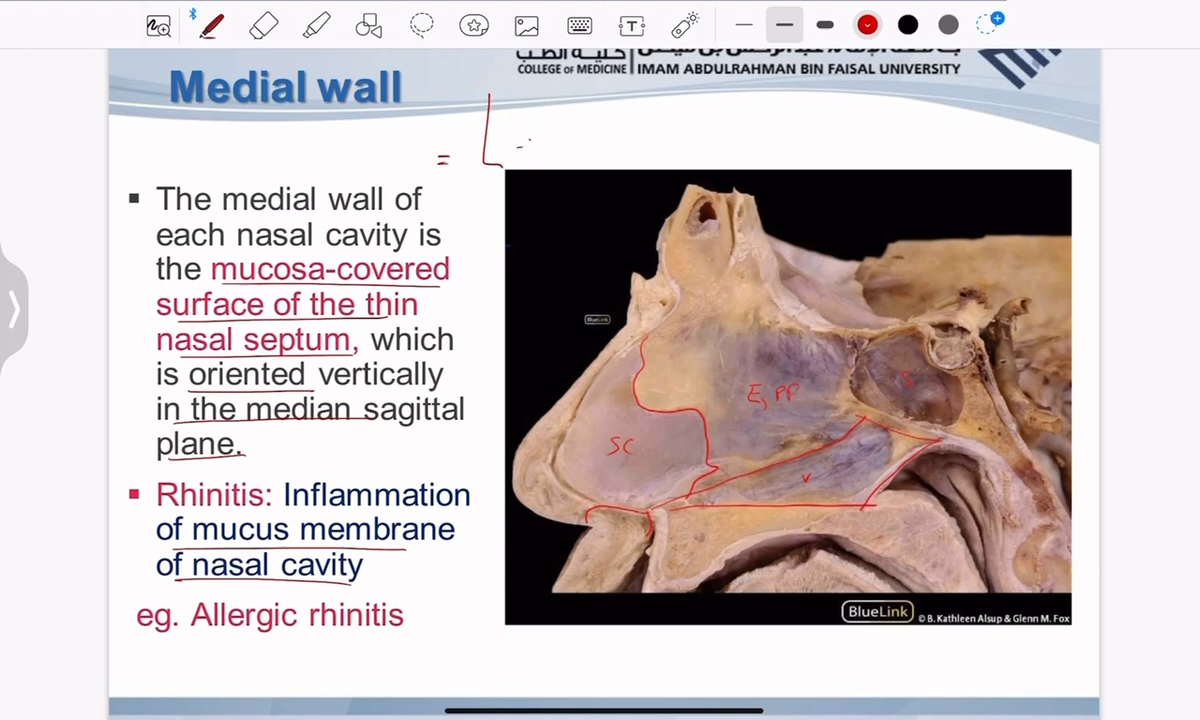 Medial wall
COLLEGE OF MEDICINE | IMAM ABDULRAHMAN BIN FAISAL UNIVERSITY
=
▪ The medial wall of
each nasal cavity is
the mucosa-covered
surface of the thin
nasal septum, which
is oriented vertically
in the median sagittal
plane.
▪ Rhinitis: Inflammation
of mucus membrane
of nasal cavity
eg. Allergic rhinitis
BlueLink
S
E, PP
SC
V
BlueLink © B. Kathleen Alsup & Glenn M. Fox